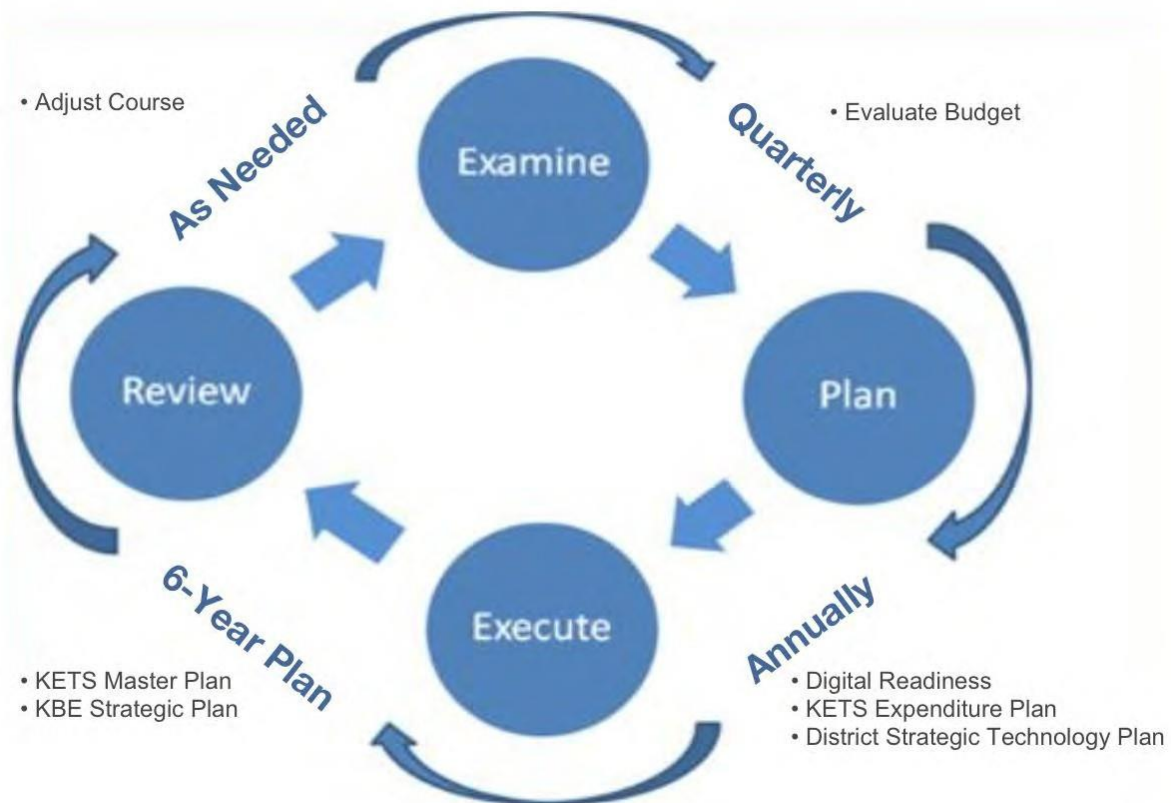 • Adjust Course
As Needed
Examine
Quarterly
• Evaluate Budget
Review
Plan
Execute
6-Year Plan
• KETS Master Plan
• KBE Strategic Plan
Annually
• Digital Readiness
• KETS Expenditure Plan
• District Strategic Technology Plan